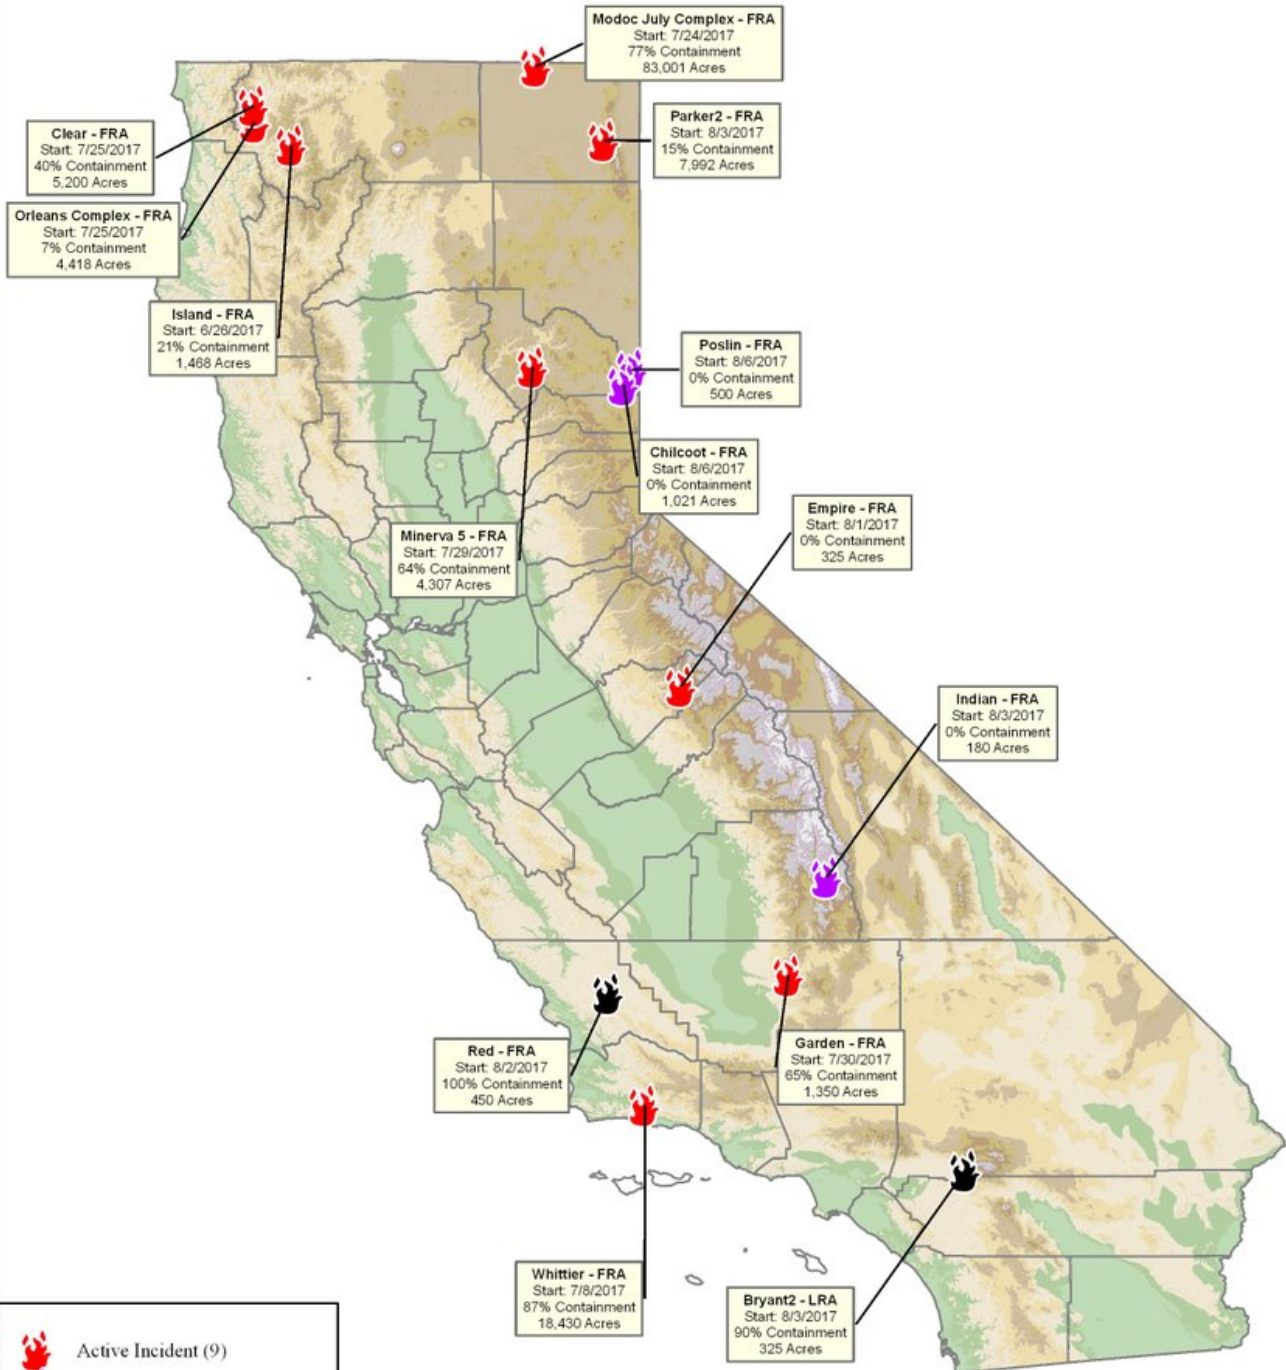 Modoc July Complex - FRA
Start: 7/24/2017
77% Containment
83,001 Acres
Parker2 - FRA
Start: 8/3/2017
15% Containment
7,992 Acres
Clear - FRA
Start: 7/25/2017
40% Containment
5,200 Acres
Orleans Complex - FRA
Start: 7/25/2017
7% Containment
4,418 Acres
Island - FRA
Start: 6/26/2017
21% Containment
1,468 Acres
Poslin - FRA
Start: 8/6/2017
0% Containment
500 Acres
Chilcoot - FRA
Start: 8/6/2017
0% Containment
1,021 Acres
Empire - FRA
Start: 8/1/2017
0% Containment
325 Acres
Minerva 5 - FRA
Start: 7/29/2017
64% Containment
4,307 Acres
Indian - FRA
Start: 8/3/2017
0% Containment
180 Acres
Red - FRA
Start: 8/2/2017
100% Containment
450 Acres
Garden - FRA
Start: 7/30/2017
65% Containment
1,350 Acres
Whittier - FRA
Start: 7/8/2017
87% Containment
18,430 Acres
Bryant2 - LRA
Start: 8/3/2017
90% Containment
325 Acres
Active Incident (9)